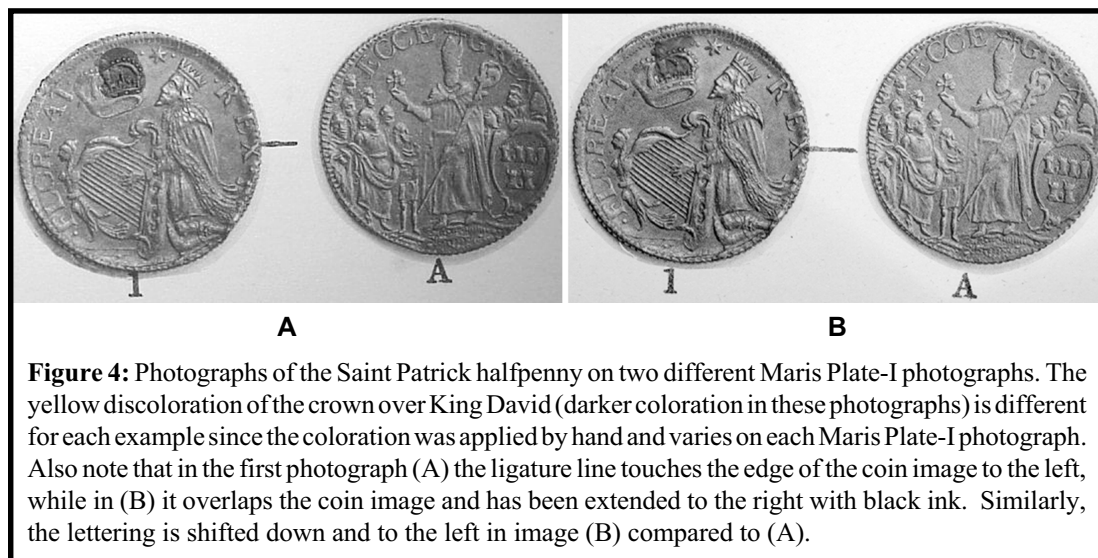 FLOREAT REX
ECCE GREX
FLOREAT REX
ECCE GREX
1 A 1 A
A B
Figure 4: Photographs of the Saint Patrick halfpenny on two different Maris Plate-I photographs. The
yellow discoloration of the crown over King David (darker coloration in these photographs) is different
for each example since the coloration was applied by hand and varies on each Maris Plate-I photograph.
Also note that in the first photograph (A) the ligature line touches the edge of the coin image to the left,
while in (B) it overlaps the coin image and has been extended to the right with black ink. Similarly,
the lettering is shifted down and to the left in image (B) compared to (A).